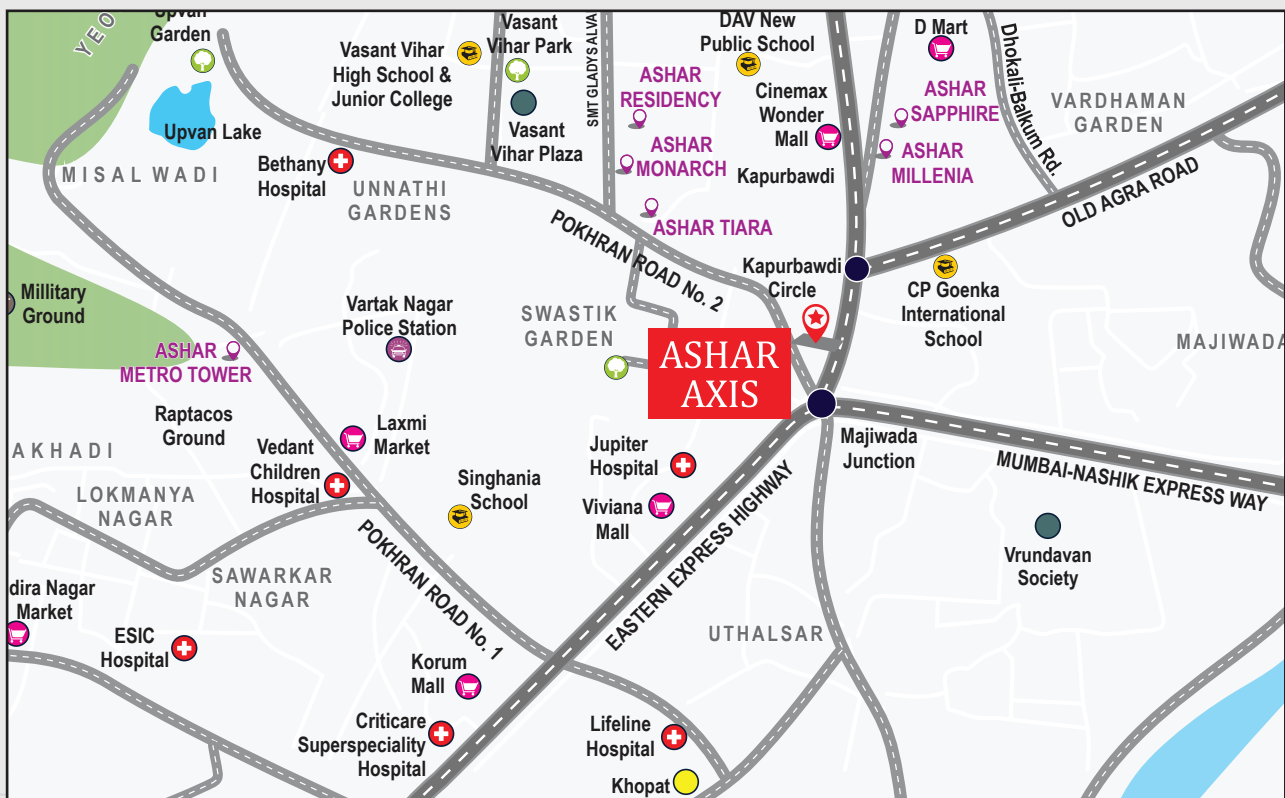 YEO
Upvan
Garden
Upvan Lake
MISAL WADI
Bethany
Hospital
UNNATHI
GARDENS
Vasant Vihar
High School &
Junior College
Vasant
Vihar Park
Vasant
Vihar Plaza
SMT GLADYS ALVA
ASHAR
RESIDENCY
ASHAR
MONARCH
ASHAR TIARA
DAV New
Public School
Cinemax
Wonder
Mall
Kapurbawdi
D Mart
ASHAR
SAPPHIRE
ASHAR
MILLENIA
Dhokali-Balkum Rd.
VARDHAMAN
GARDEN
OLD AGRA ROAD
POKHRAN ROAD No. 2
Kapurbawdi
Circle
CP Goenka
International
School
MAJIWADA
Millitary
Ground
Vartak Nagar
Police Station
SWASTIK
GARDEN
ASHAR
AXIS
ASHAR
METRO TOWER
Raptacos
Ground
Laxmi
Market
Vedant
Children
Hospital
AKHADI
LOKMANYA
NAGAR
Singhania
School
Jupiter
Hospital
Viviana
Mall
Majiwada
Junction
MUMBAI-NASHIK EXPRESS WAY
EASTERN EXPRESS HIGHWAY
Vrundavan
Society
POKHRAN ROAD No. 1
SAWARKAR
NAGAR
dira Nagar
Market
ESIC
Hospital
UTHALSAR
Korum
Mall
Criticare
Superspeciality
Hospital
Lifeline
Hospital
Khopat